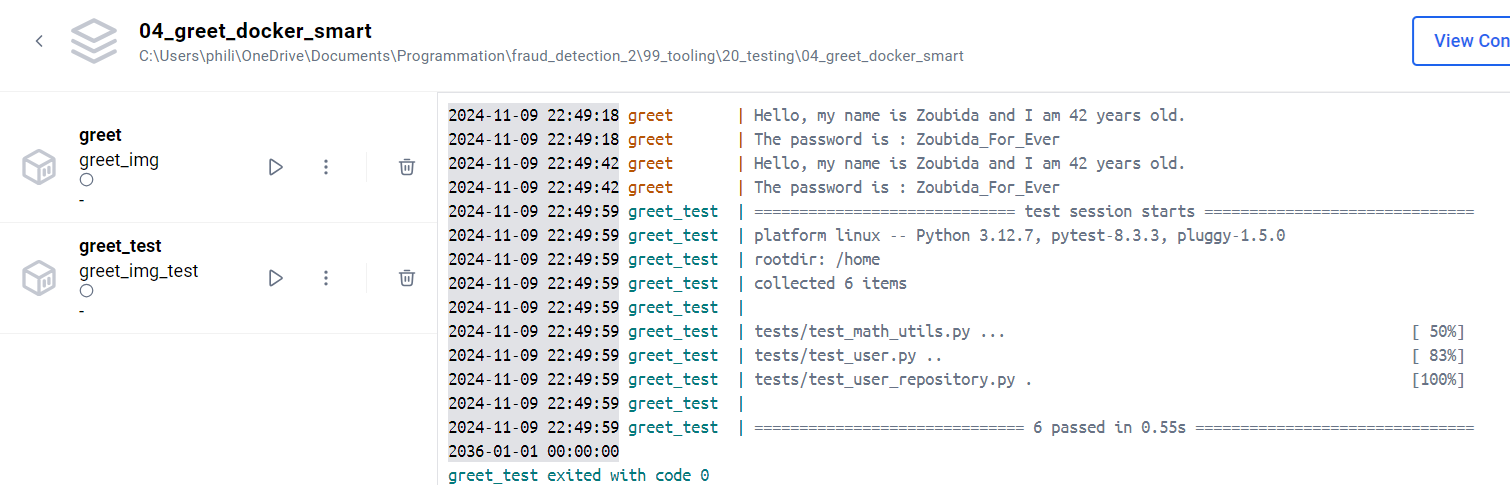 04_greet_docker_smart
C:\Users\phili\OneDrive\Documents\Programmation\fraud_detection_2\99_tooling\20_testing\04_greet_docker_smart
View Con
greet
greet_img
-
greet_test
greet_img_test
-
2024-11-09 22:49:18 greet       | Hello, my name is Zoubida and I am 42 years old.
2024-11-09 22:49:18 greet       | The password is : Zoubida_For_Ever
2024-11-09 22:49:42 greet       | Hello, my name is Zoubida and I am 42 years old.
2024-11-09 22:49:42 greet       | The password is : Zoubida_For_Ever
2024-11-09 22:49:59 greet_test  | ============================= test session starts ==============================
2024-11-09 22:49:59 greet_test  | platform linux -- Python 3.12.7, pytest-8.3.3, pluggy-1.5.0
2024-11-09 22:49:59 greet_test  | rootdir: /home
2024-11-09 22:49:59 greet_test  | collected 6 items
2024-11-09 22:49:59 greet_test  |
2024-11-09 22:49:59 greet_test  | tests/test_math_utils.py ...                                             [ 50%]
2024-11-09 22:49:59 greet_test  | tests/test_user.py ..                                                    [ 83%]
2024-11-09 22:49:59 greet_test  | tests/test_user_repository.py .                                          [100%]
2024-11-09 22:49:59 greet_test  |
2024-11-09 22:49:59 greet_test  | ============================== 6 passed in 0.55s ===============================
2036-01-01 00:00:00
greet_test exited with code 0